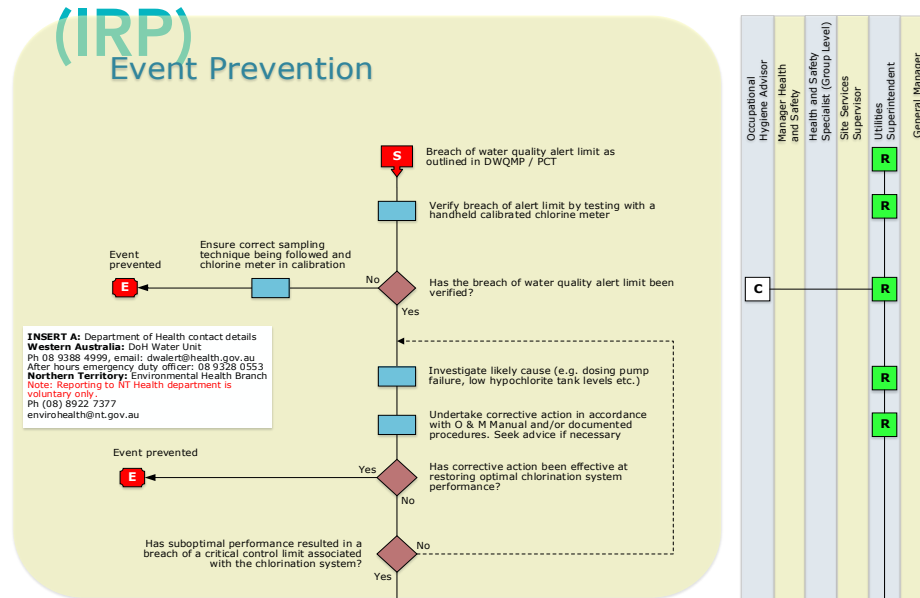 (IRP)
Event Prevention
S
Breach of water quality alert limit as
outlined in DWQMP / PCT
Verify breach of alert limit by testing with a
handheld calibrated chlorine meter
Ensure correct sampling
technique being followed and
chlorine meter in calibration
Event
prevented
E
No
Has the breach of water quality alert limit been
verified?
Yes
INSERT A: Department of Health contact details
Western Australia: DoH Water Unit
Ph 08 9388 4999, email: dwalert@health.gov.au
After hours emergency duty officer: 08 9328 0553
Northern Territory: Environmental Health Branch
Note: Reporting to NT Health department is
voluntary only.
Ph (08) 8922 7377
envirohealth@nt.gov.au
Investigate likely cause (e.g. dosing pump
failure, low hypochlorite tank levels etc.)
Undertake corrective action in accordance
with O & M Manual and/or documented
procedures. Seek advice if necessary
Event prevented
E
Yes
Has corrective action been effective at
restoring optimal chlorination system
performance?
No
Has suboptimal performance resulted in a
breach of a critical control limit associated
with the chlorination system?
No
Yes
Occupational
Hygiene Advisor
Manager Health
and Safety
Health and Safety
Specialist (Group Level)
Site Services
Supervisor
Utilities
Superintendent
General Manager
R
R
C
R
R
R